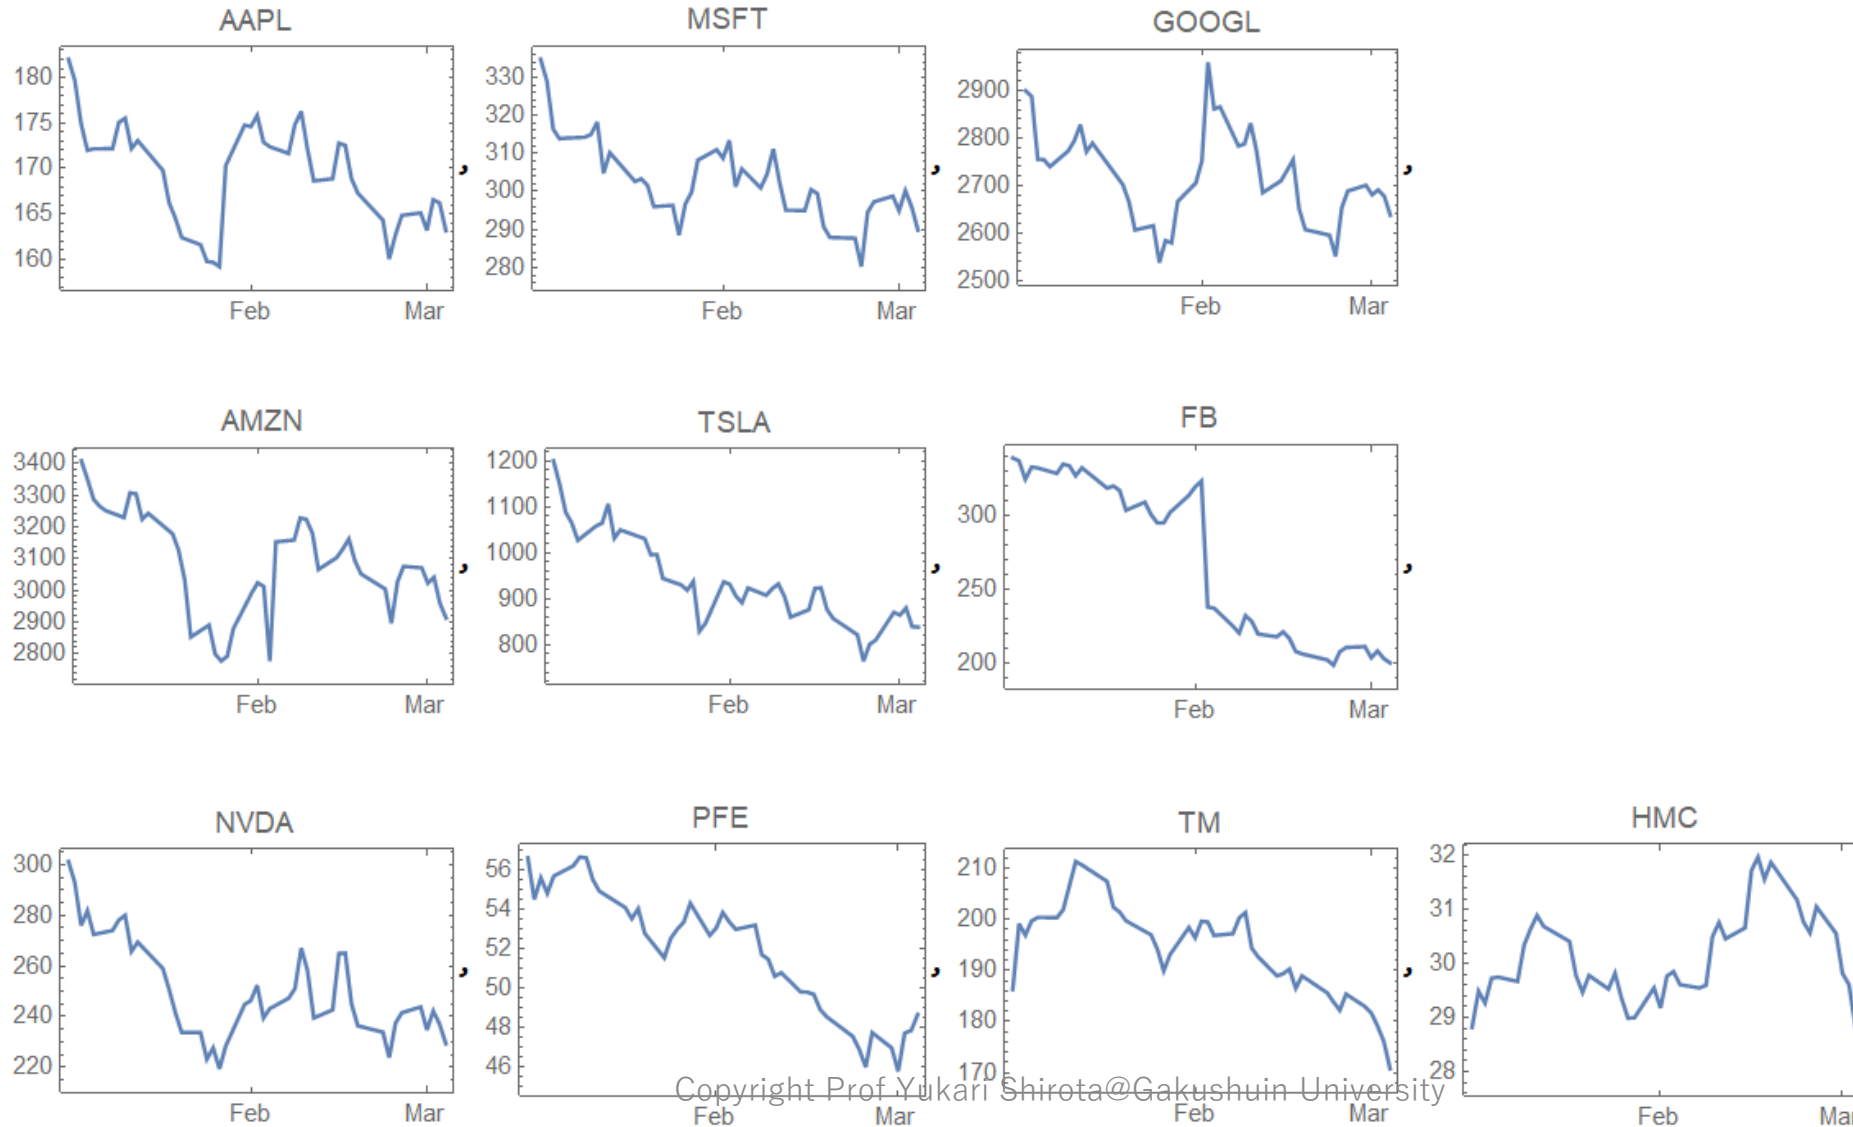 AAPL
180
175
170
165
160
Feb Mar
,
MSFT
330
320
310
300
290
280
Feb Mar
,
GOOGL
2900
2800
2700
2600
2500
Feb Mar
,
AMZN
3400
3300
3200
3100
3000
2900
2800
Feb Mar
,
TSLA
1200
1100
1000
900
800
Feb Mar
,
FB
300
250
200
Feb Mar
,
NVDA
300
280
260
240
220
Feb Mar
,
PFE
56
54
52
50
48
46
Feb Mar
,
TM
210
200
190
180
170
Feb Mar
,
HMC
32
31
30
29
28
Feb Mar
Copyright Prof Yukari Shirota@Gakushuin University